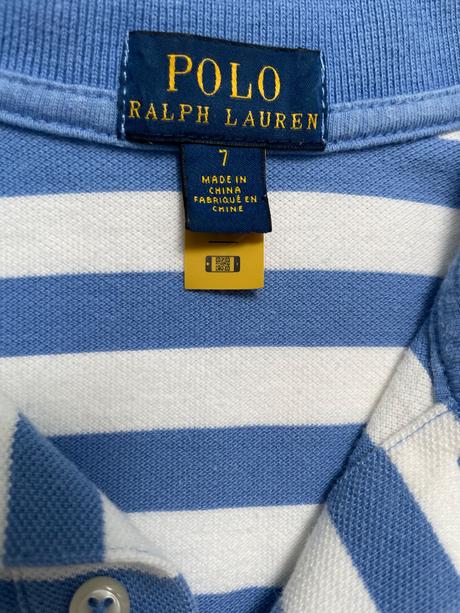 POLO
RALPH LAUREN
7
MADE IN
CHINA
FABRIQUÉ EN
CHINE